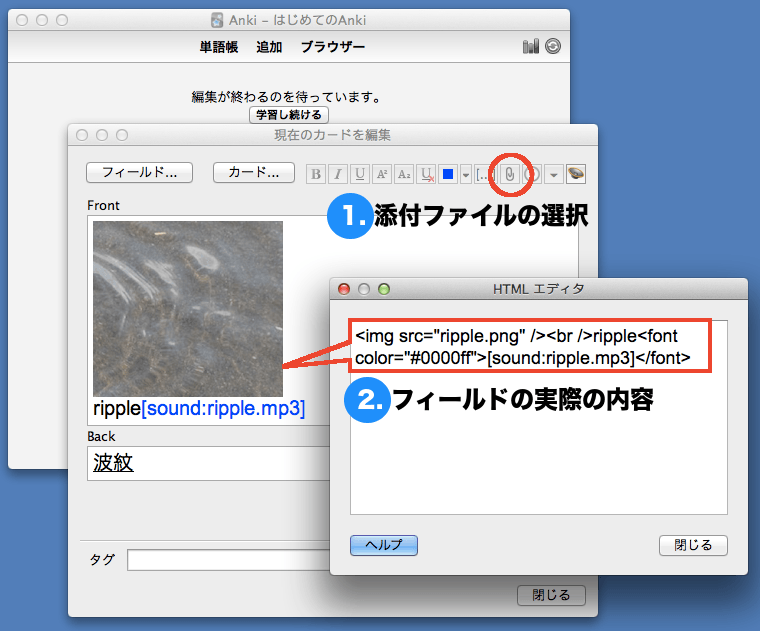 Anki – はじめてのAnki
単語帳 追加 ブラウザー
編集が終わるのを待っています。
学習し続ける
現在のカードを編集
フィールド... カード... B I U A² A₂ U [...]
1. 添付ファイルの選択
Front
ripple[sound:ripple.mp3]
Back
波紋
タグ
閉じる
HTML エディタ
<img src="ripple.png" /><br />ripple<font
color="#0000ff">[sound:ripple.mp3]</font>
2. フィールドの実際の内容
ヘルプ 閉じる